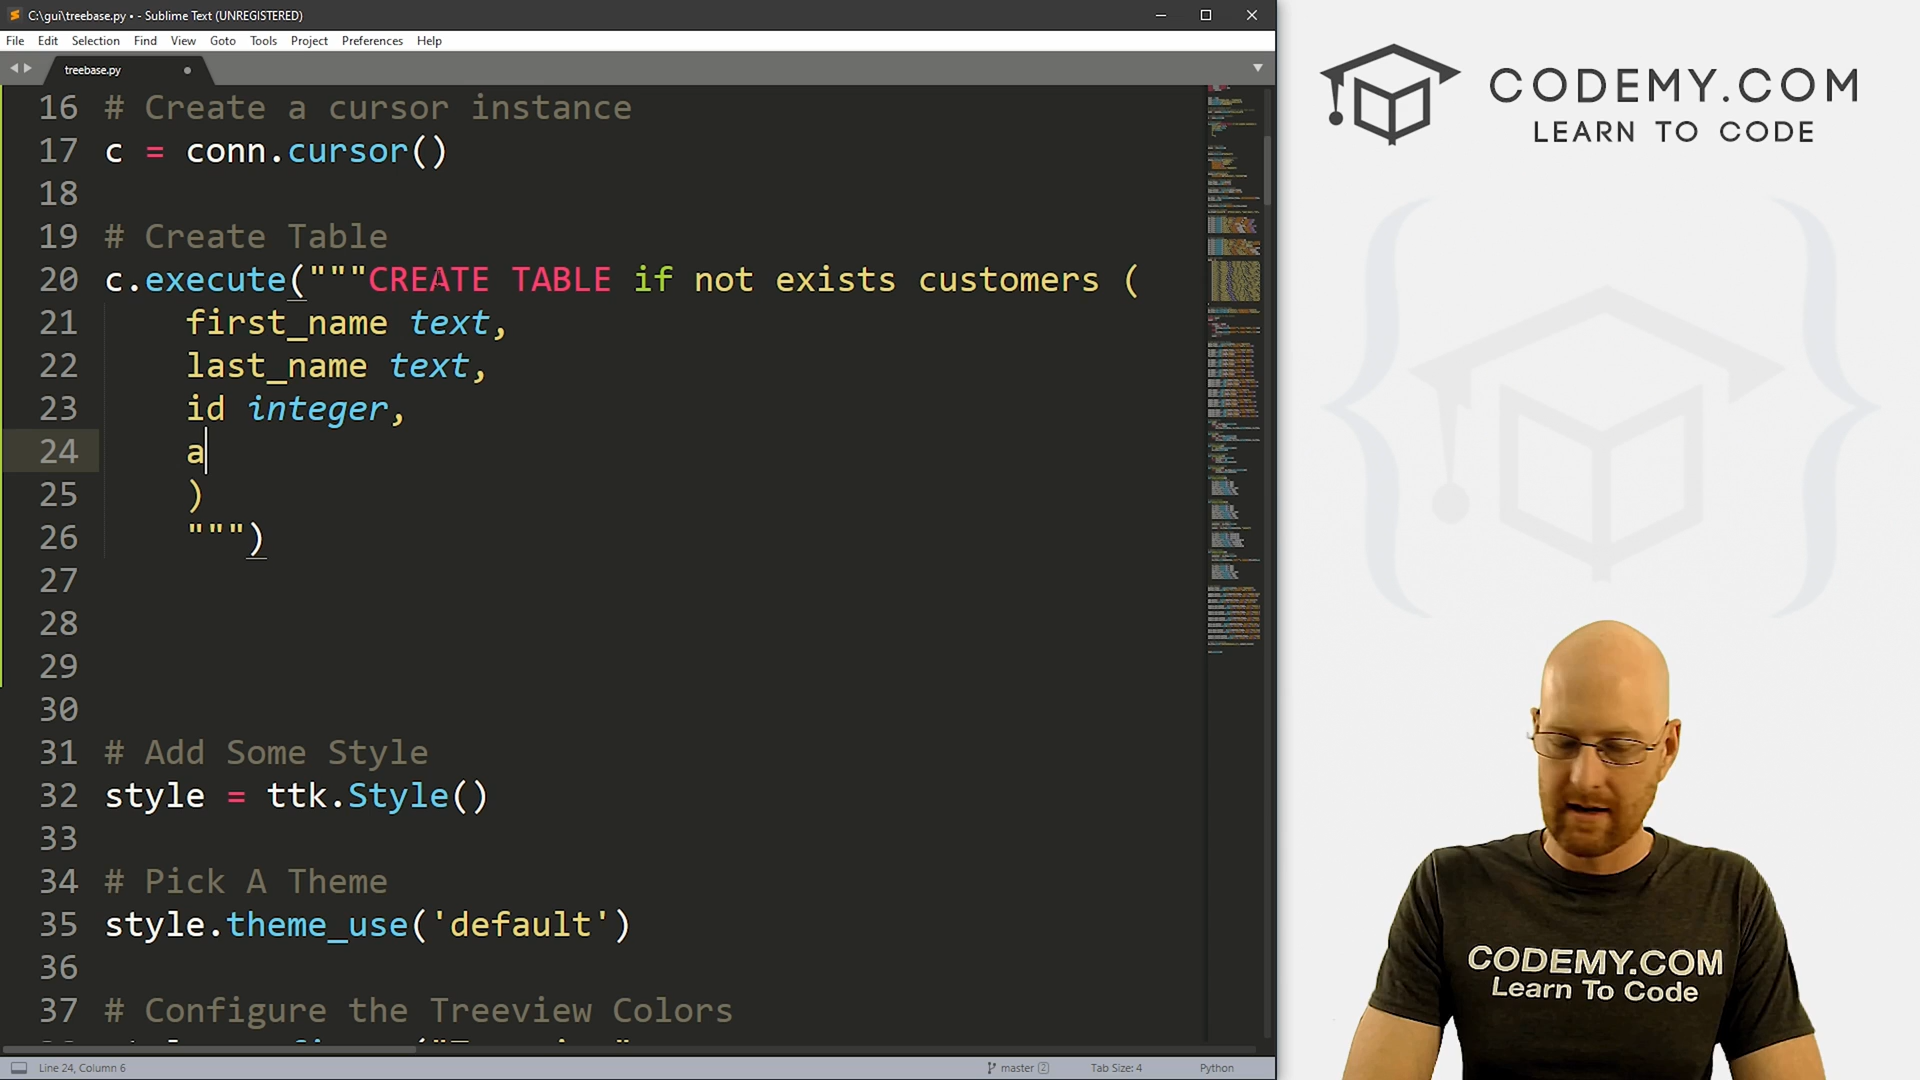 C:\gui\treebase.py • - Sublime Text (UNREGISTERED)
File Edit Selection Find View Goto Tools Project Preferences Help
treebase.py
16 # Create a cursor instance
17 c = conn.cursor()
18
19 # Create Table
20 c.execute("""CREATE TABLE if not exists customers (
21 first_name text,
22 last_name text,
23 id integer,
24 a
25 )
26 """)
27
28
29
30
31 # Add Some Style
32 style = ttk.Style()
33
34 # Pick A Theme
35 style.theme_use('default')
36
37 # Configure the Treeview Colors
Line 24, Column 6
master 2
Tab Size: 4
Python
CODEMY.COM
LEARN TO CODE
CODEMY.COM
Learn To Code